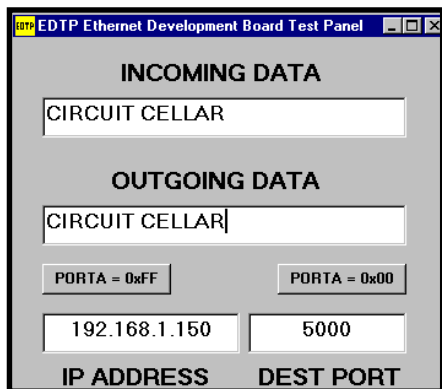 EDTP EDTP Ethernet Development Board Test Panel
INCOMING DATA
CIRCUIT CELLAR
OUTGOING DATA
CIRCUIT CELLAR
PORTA = 0xFF PORTA = 0x00
192.168.1.150 5000
IP ADDRESS DEST PORT